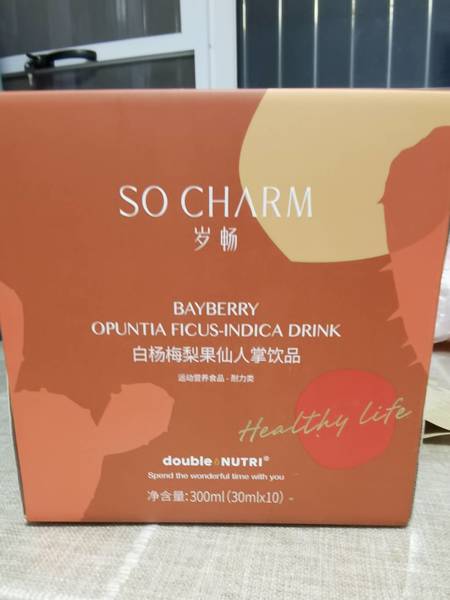 SO CHARM
岁畅
BAYBERRY
OPUNTIA FICUS-INDICA DRINK
白杨梅梨果仙人掌饮品
运动营养食品 - 耐力类
Healthy life
double NUTRI®
Spend the wonderful time with you
净含量: 300ml (30mlx10)